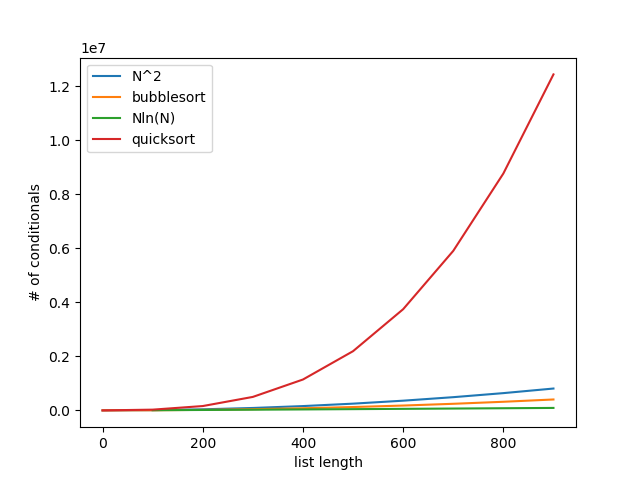 1e7
N^2
bubblesort
Nln(N)
quicksort
1.2
1.0
0.8
0.6
0.4
0.2
0.0
# of conditionals
0
200
400
600
800
list length